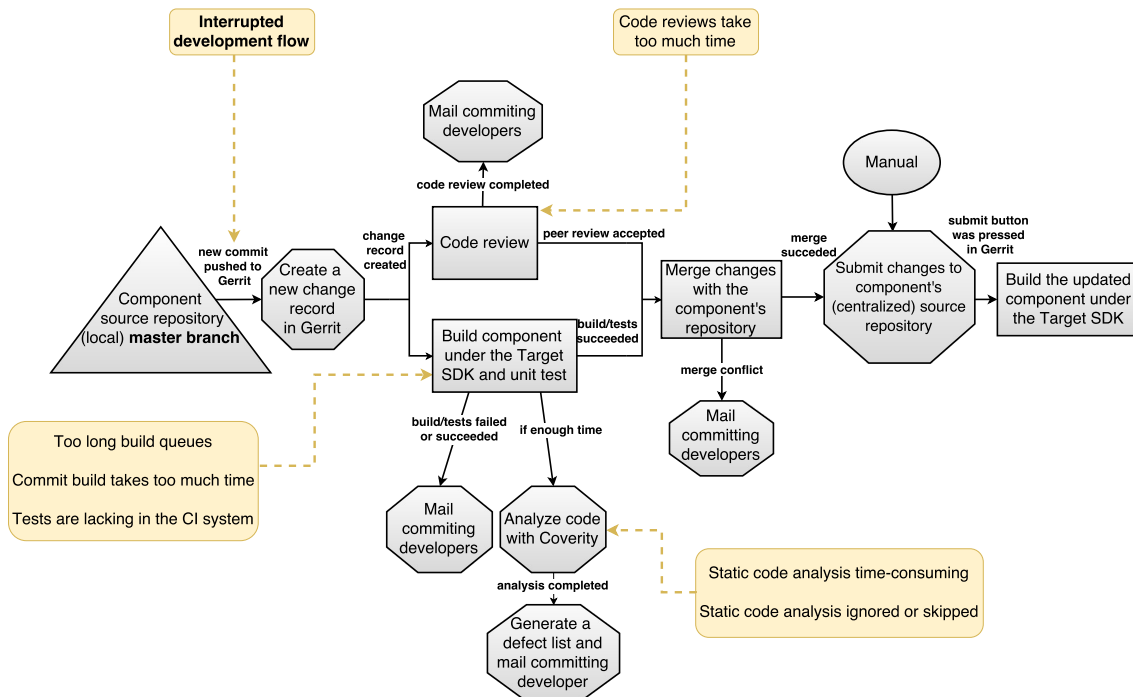 Interrupted
development flow
Code reviews take
too much time
Mail commiting
developers
Manual
code review completed
Code review
peer review accepted
change
record
created
new commit
pushed to
Gerrit
Create a
new change
record
in Gerrit
Component
source repository
(local) master branch
merge
succeded
submit button
was pressed
in Gerrit
Merge changes
with the
component's
repository
Submit changes to
component's
(centralized) source
repository
Build the updated
component under
the Target SDK
Build component
under the Target
SDK and unit test
build/tests
succeeded
merge conflict
Mail
committing
developers
build/tests failed
or succeeded
if enough time
Too long build queues
Commit build takes too much time
Tests are lacking in the CI system
Mail
commiting
developers
Analyze code
with Coverity
analysis completed
Static code analysis time-consuming
Static code analysis ignored or skipped
Generate a
defect list and
mail committing
developer